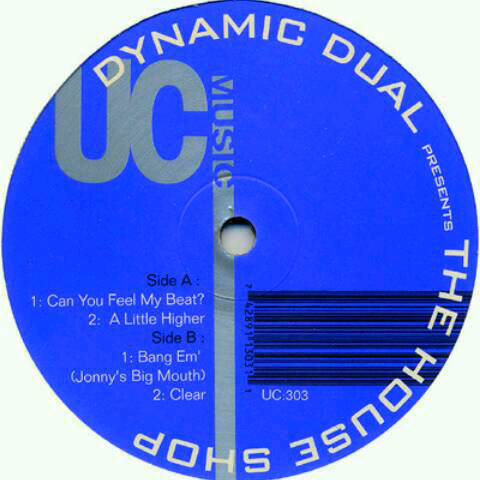 DYNAMIC DUAL PRESENTS THE HOUSE SHOP
UC
MUSIC
Side A :
1: Can You Feel My Beat?
2: A Little Higher
Side B :
1: Bang Em'
(Jonny's Big Mouth)
2: Clear
UC:303